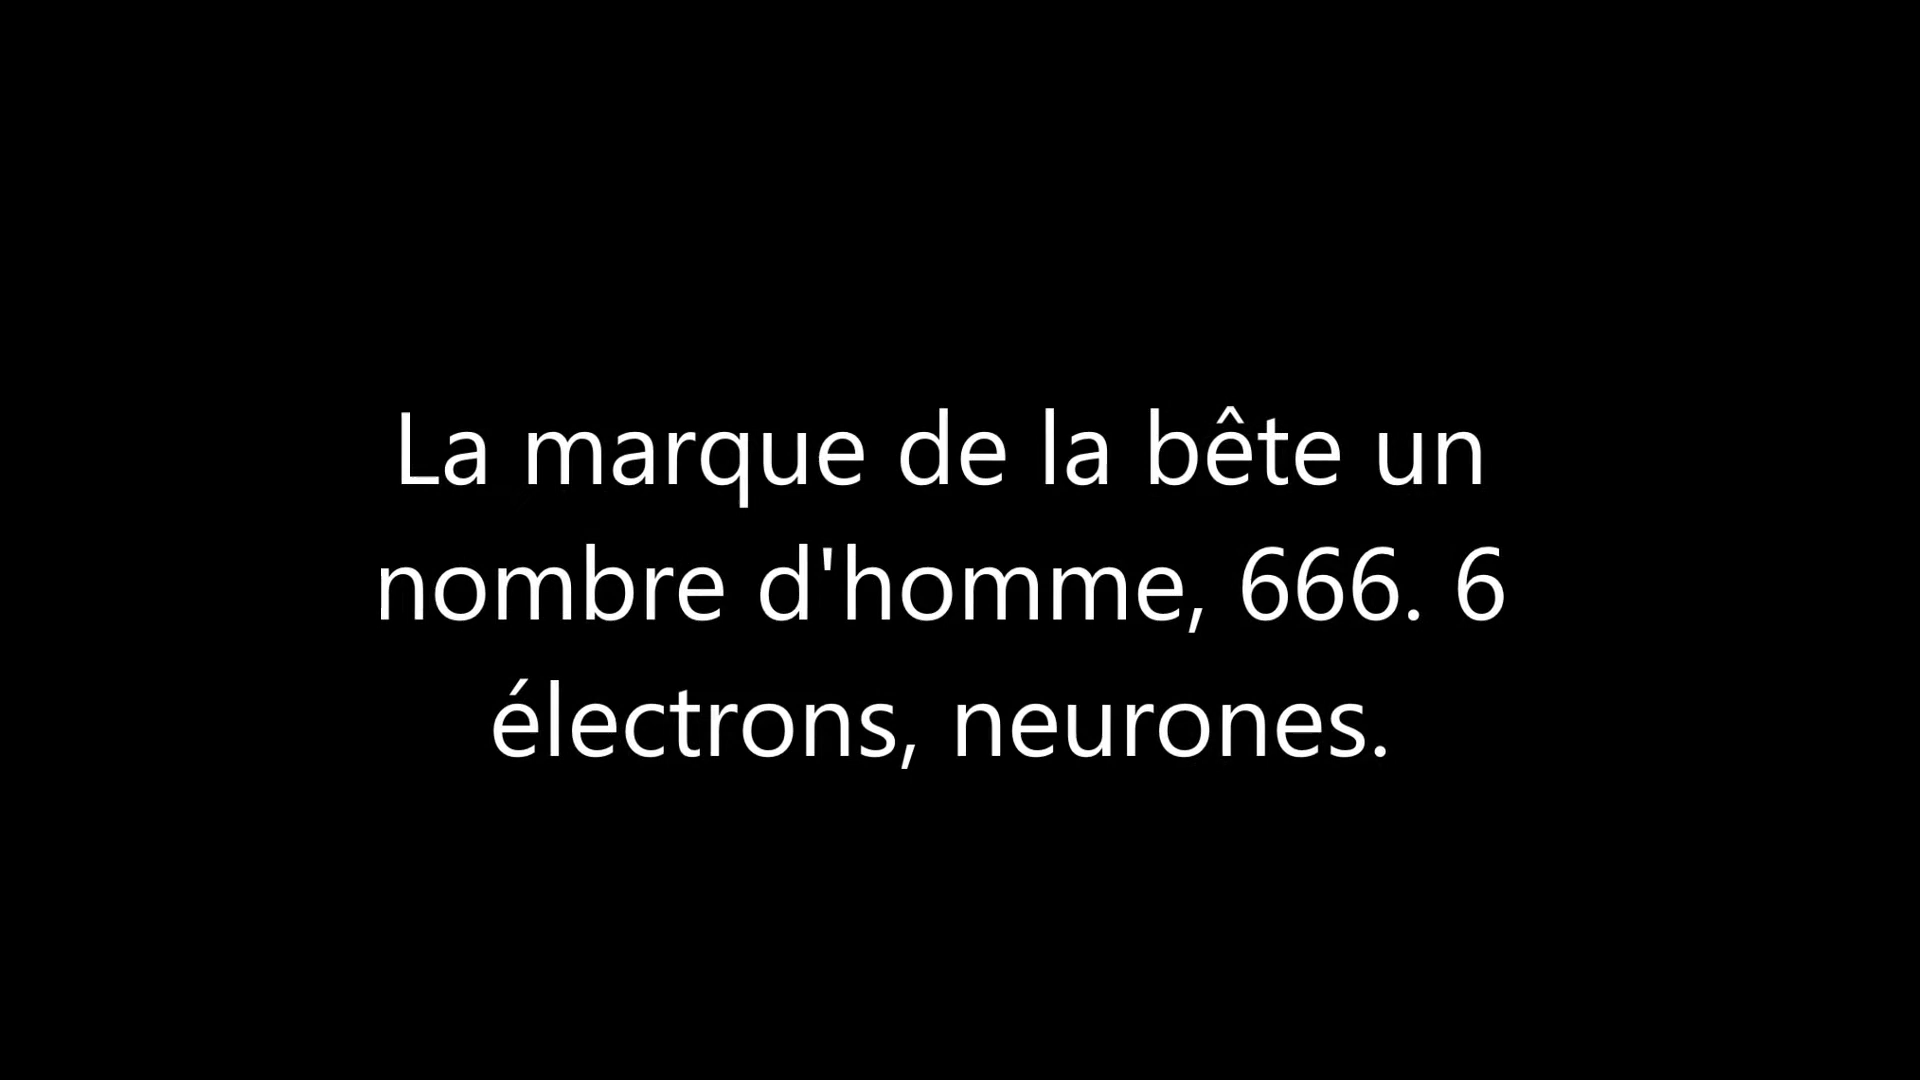 La marque de la bête un
nombre d'homme, 666. 6
électrons, neurones.